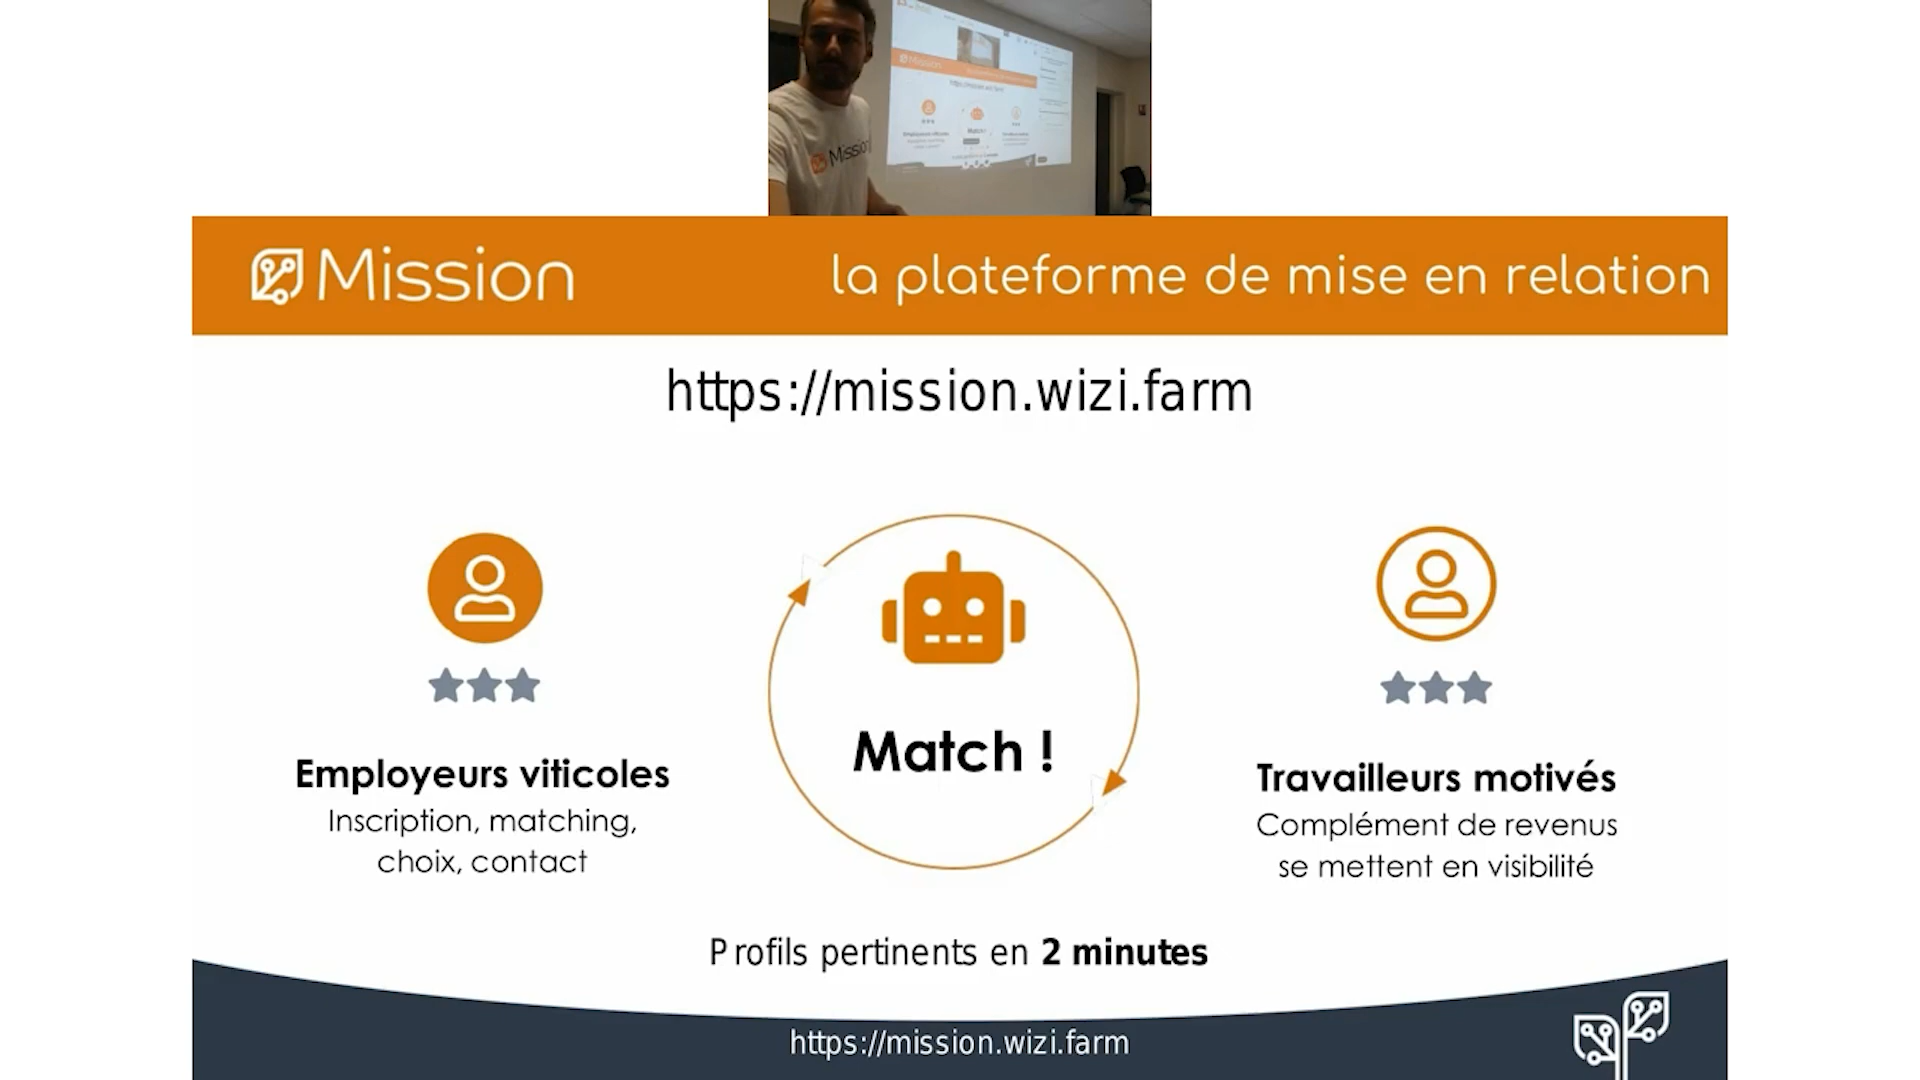 Mission
Mission
la plateforme de mise en relation
https://mission.wizi.farm
Match !
Employeurs viticoles
Inscription, matching,
choix, contact
Travailleurs motivés
Complément de revenus
se mettent en visibilité
Profils pertinents en 2 minutes
https://mission.wizi.farm